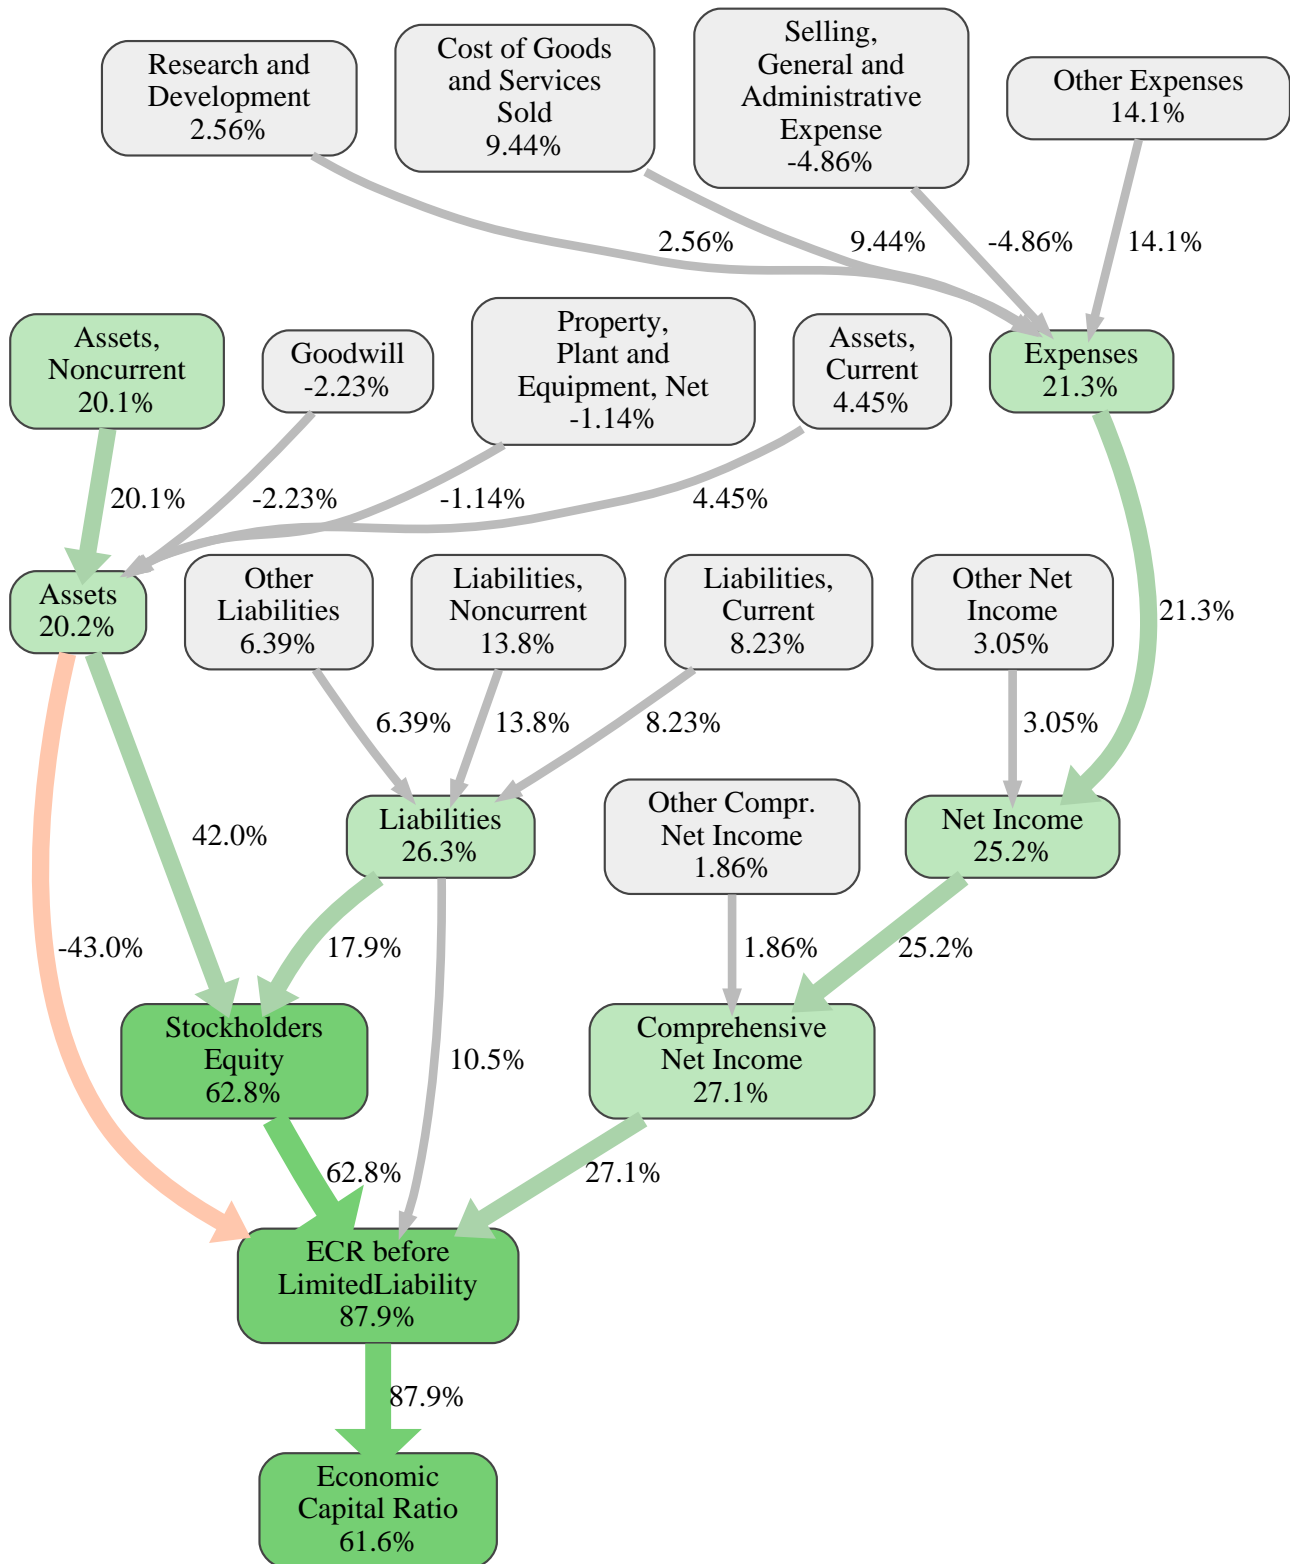 Research and
Development
2.56%
Cost of Goods
and Services
Sold
9.44%
Selling,
General and
Administrative
Expense
-4.86%
Other Expenses
14.1%
2.56%
9.44%
-4.86%
14.1%
Assets,
Noncurrent
20.1%
Goodwill
-2.23%
Property,
Plant and
Equipment, Net
-1.14%
Assets,
Current
4.45%
Expenses
21.3%
20.1%
-2.23%
-1.14%
4.45%
Assets
20.2%
Other
Liabilities
6.39%
Liabilities,
Noncurrent
13.8%
Liabilities,
Current
8.23%
Other Net
Income
3.05%
21.3%
6.39%
13.8%
8.23%
3.05%
42.0%
Liabilities
26.3%
Other Compr.
Net Income
1.86%
Net Income
25.2%
-43.0%
17.9%
1.86%
25.2%
Stockholders
Equity
62.8%
10.5%
Comprehensive
Net Income
27.1%
62.8%
27.1%
ECR before
LimitedLiability
87.9%
87.9%
Economic
Capital Ratio
61.6%